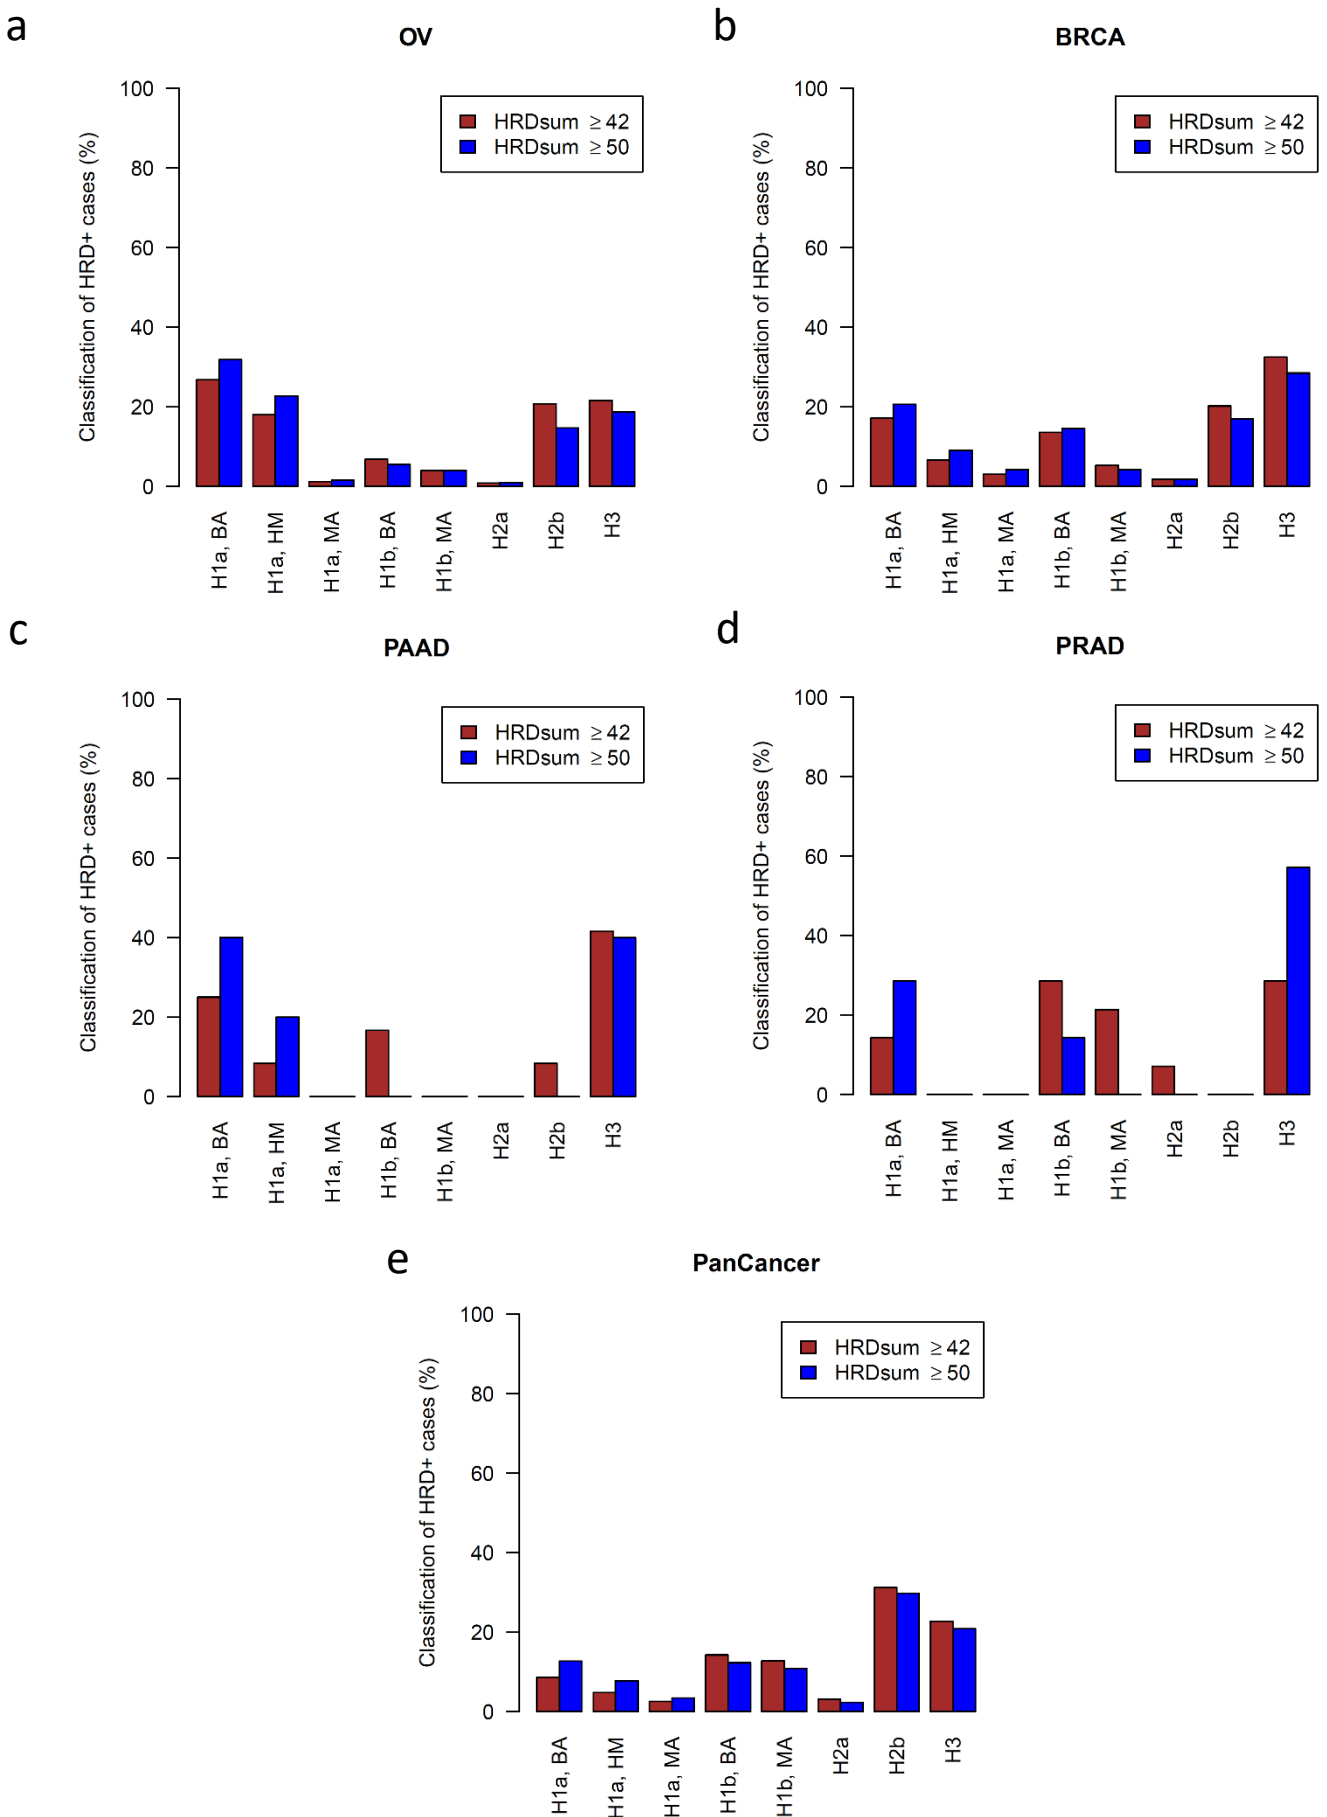 a
OV
Classification of HRD+ cases (%)
100
80
60
40
20
0
HRDsum ≥ 42
HRDsum ≥ 50
H1a, BA
H1a, HM
H1a, MA
H1b, BA
H1b, MA
H2a
H2b
H3
b
BRCA
Classification of HRD+ cases (%)
100
80
60
40
20
0
HRDsum ≥ 42
HRDsum ≥ 50
H1a, BA
H1a, HM
H1a, MA
H1b, BA
H1b, MA
H2a
H2b
H3
c
PAAD
Classification of HRD+ cases (%)
100
80
60
40
20
0
HRDsum ≥ 42
HRDsum ≥ 50
H1a, BA
H1a, HM
H1a, MA
H1b, BA
H1b, MA
H2a
H2b
H3
d
PRAD
Classification of HRD+ cases (%)
100
80
60
40
20
0
HRDsum ≥ 42
HRDsum ≥ 50
H1a, BA
H1a, HM
H1a, MA
H1b, BA
H1b, MA
H2a
H2b
H3
e
PanCancer
Classification of HRD+ cases (%)
100
80
60
40
20
0
HRDsum ≥ 42
HRDsum ≥ 50
H1a, BA
H1a, HM
H1a, MA
H1b, BA
H1b, MA
H2a
H2b
H3